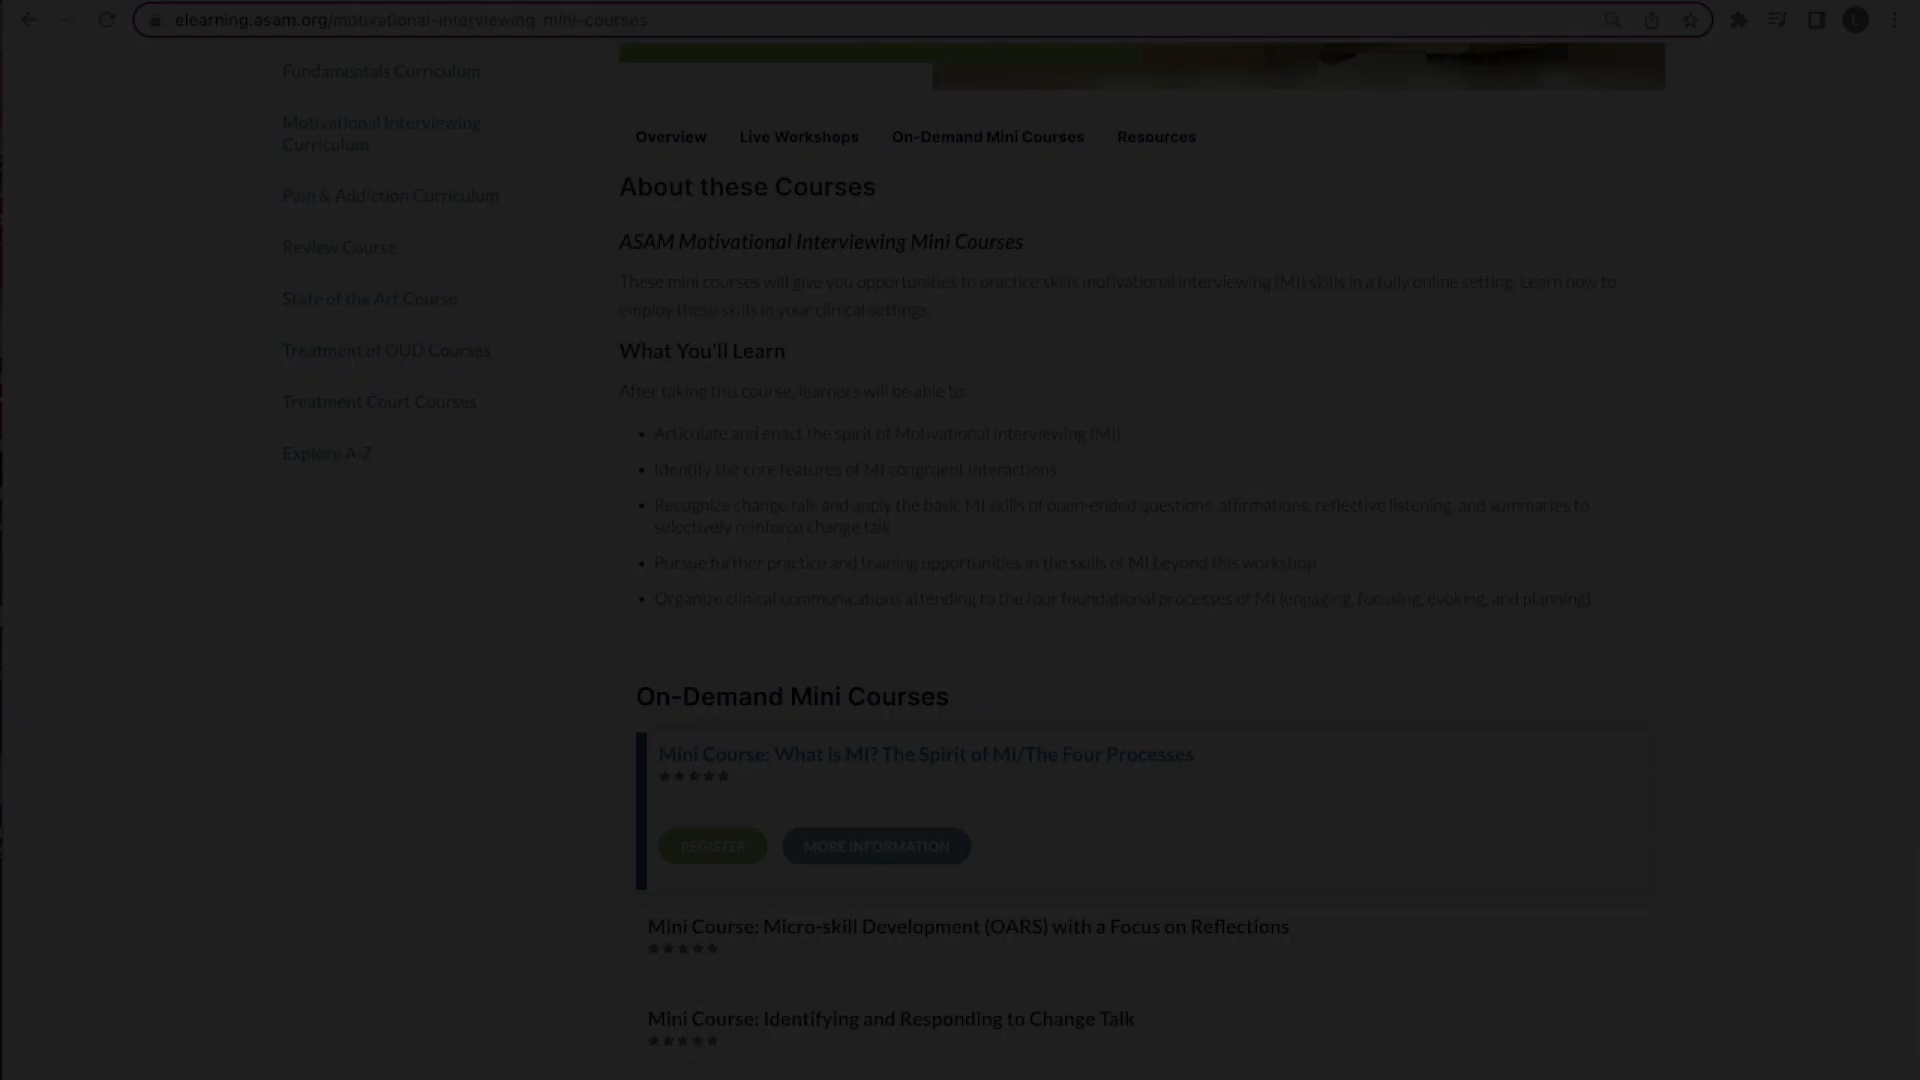 elearning.asam.org/motivational-interviewing-mini-courses
L
Fundamentals Curriculum
Motivational Interviewing
Curriculum
Pain & Addiction Curriculum
Review Course
State of the Art Course
Treatment of OUD Courses
Treatment Court Courses
Explore A-Z
Overview
Live Workshops
On-Demand Mini Courses
Resources
About these Courses
ASAM Motivational Interviewing Mini Courses
These mini courses will give you opportunities to practice skills motivational interviewing (MI) skills in a fully online setting. Learn how to
employ these skills in your clinical settings.
What You'll Learn
After taking this course, learners will be able to:
• Articulate and enact the spirit of Motivational Interviewing (MI)
• Identify the core features of MI congruent interactions
• Recognize change talk and apply the basic MI skills of open-ended questions, affirmations, reflective listening, and summaries to
selectively reinforce change talk
• Pursue further practice and training opportunities in the skills of MI beyond this workshop
• Organize clinical communications attending to the four foundational processes of MI (engaging, focusing, evoking, and planning)
On-Demand Mini Courses
Mini Course: What is MI? The Spirit of MI/The Four Processes
REGISTER
MORE INFORMATION
Mini Course: Micro-skill Development (OARS) with a Focus on Reflections
Mini Course: Identifying and Responding to Change Talk